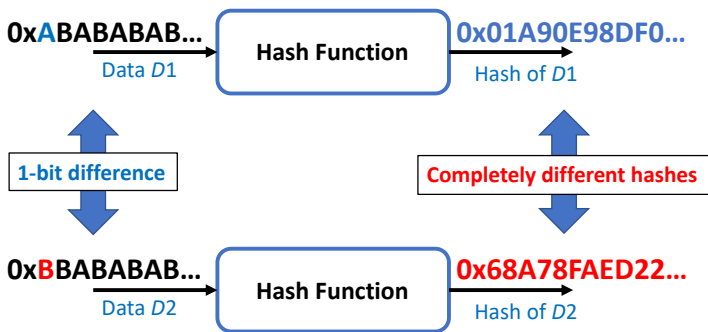 0xABABABAB...
Hash Function
0x01A90E98DF0...
Data D1
Hash of D1
1-bit difference
Completely different hashes
0xBBABABAB...
Hash Function
0x68A78FAED22...
Data D2
Hash of D2